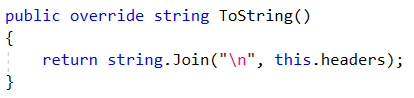 public override string ToString()
{
    return string.Join("\n", this.headers);
}